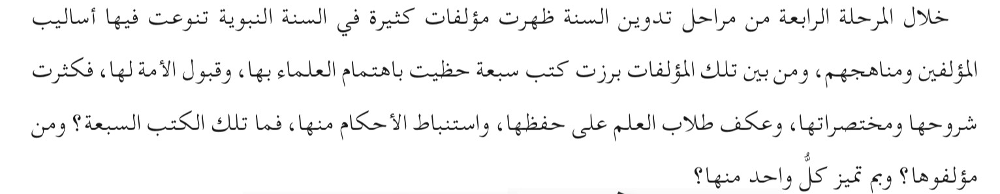 خلال المرحلة الرابعة من مراحل تدوين السنة ظهرت مؤلفات كثيرة في السنة النبوية تنوعت فيها أساليب
المؤلفين ومناهجهم، ومن بين تلك المؤلفات برزت كتب سبعة حظيت باهتمام العلماء بها، وقبول الأمة لها، فكثرت
شروحها ومختصراتها، وعكف طلاب العلم على حفظها، واستنباط الأحكام منها، فما تلك الكتب السبعة؟ ومن
مؤلفوها؟ وبم تميز كلُّ واحد منها؟